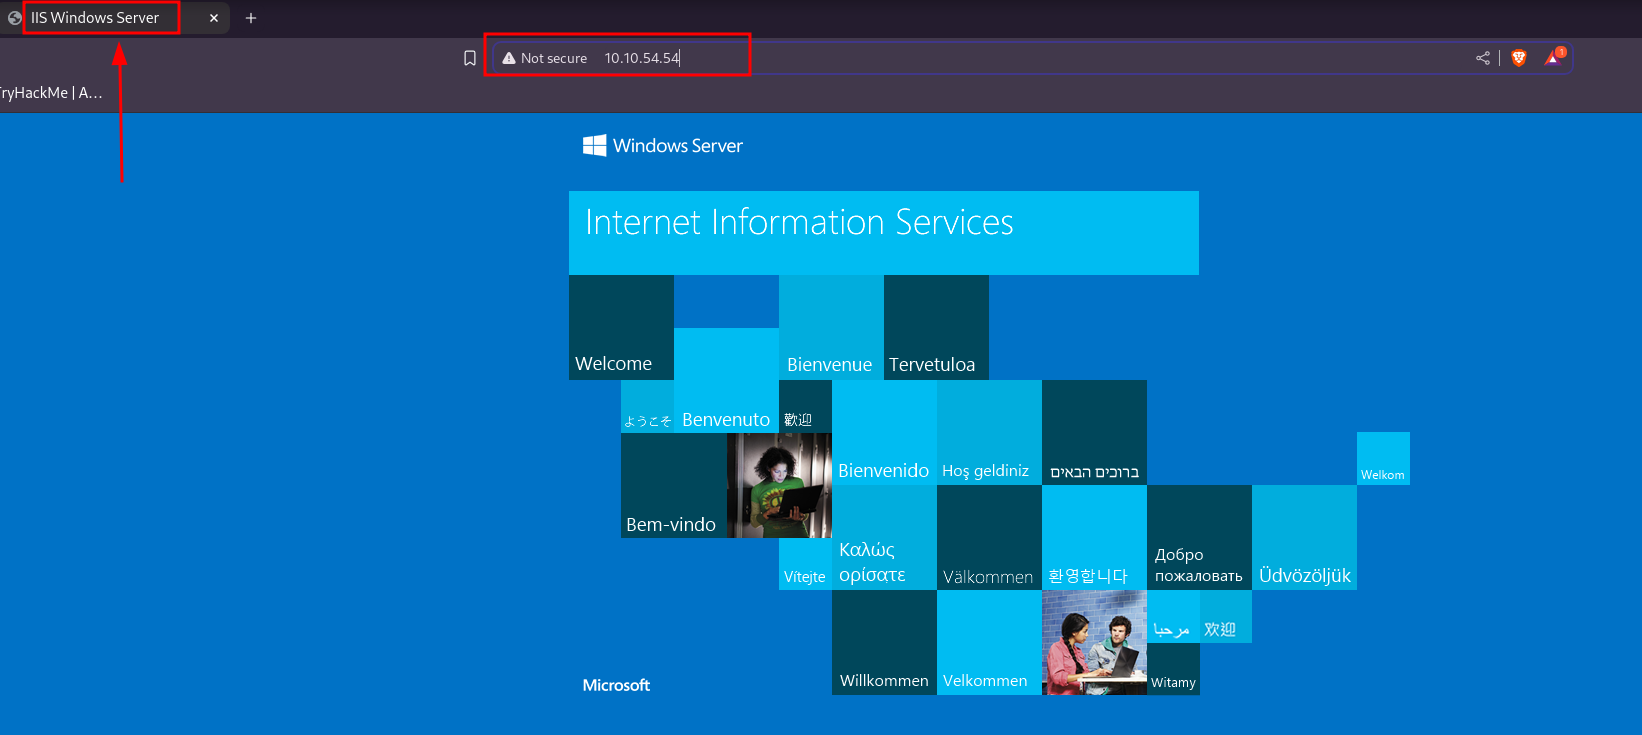 IIS Windows Server
Not secure 10.10.54.54
1
ryHackMe | A...
Windows Server
Internet Information Services
Welcome
Bienvenue
Tervetuloa
ようこそ
Benvenuto
歡迎
Bienvenido
Hoş geldiniz
ברוכים הבאים
Welkom
Bem-vindo
Vítejte
Καλώς
ορίσατε
Välkommen
환영합니다
Добро
пожаловать
Üdvözöljük
مرحبا
欢迎
Willkommen
Velkommen
Witamy
Microsoft